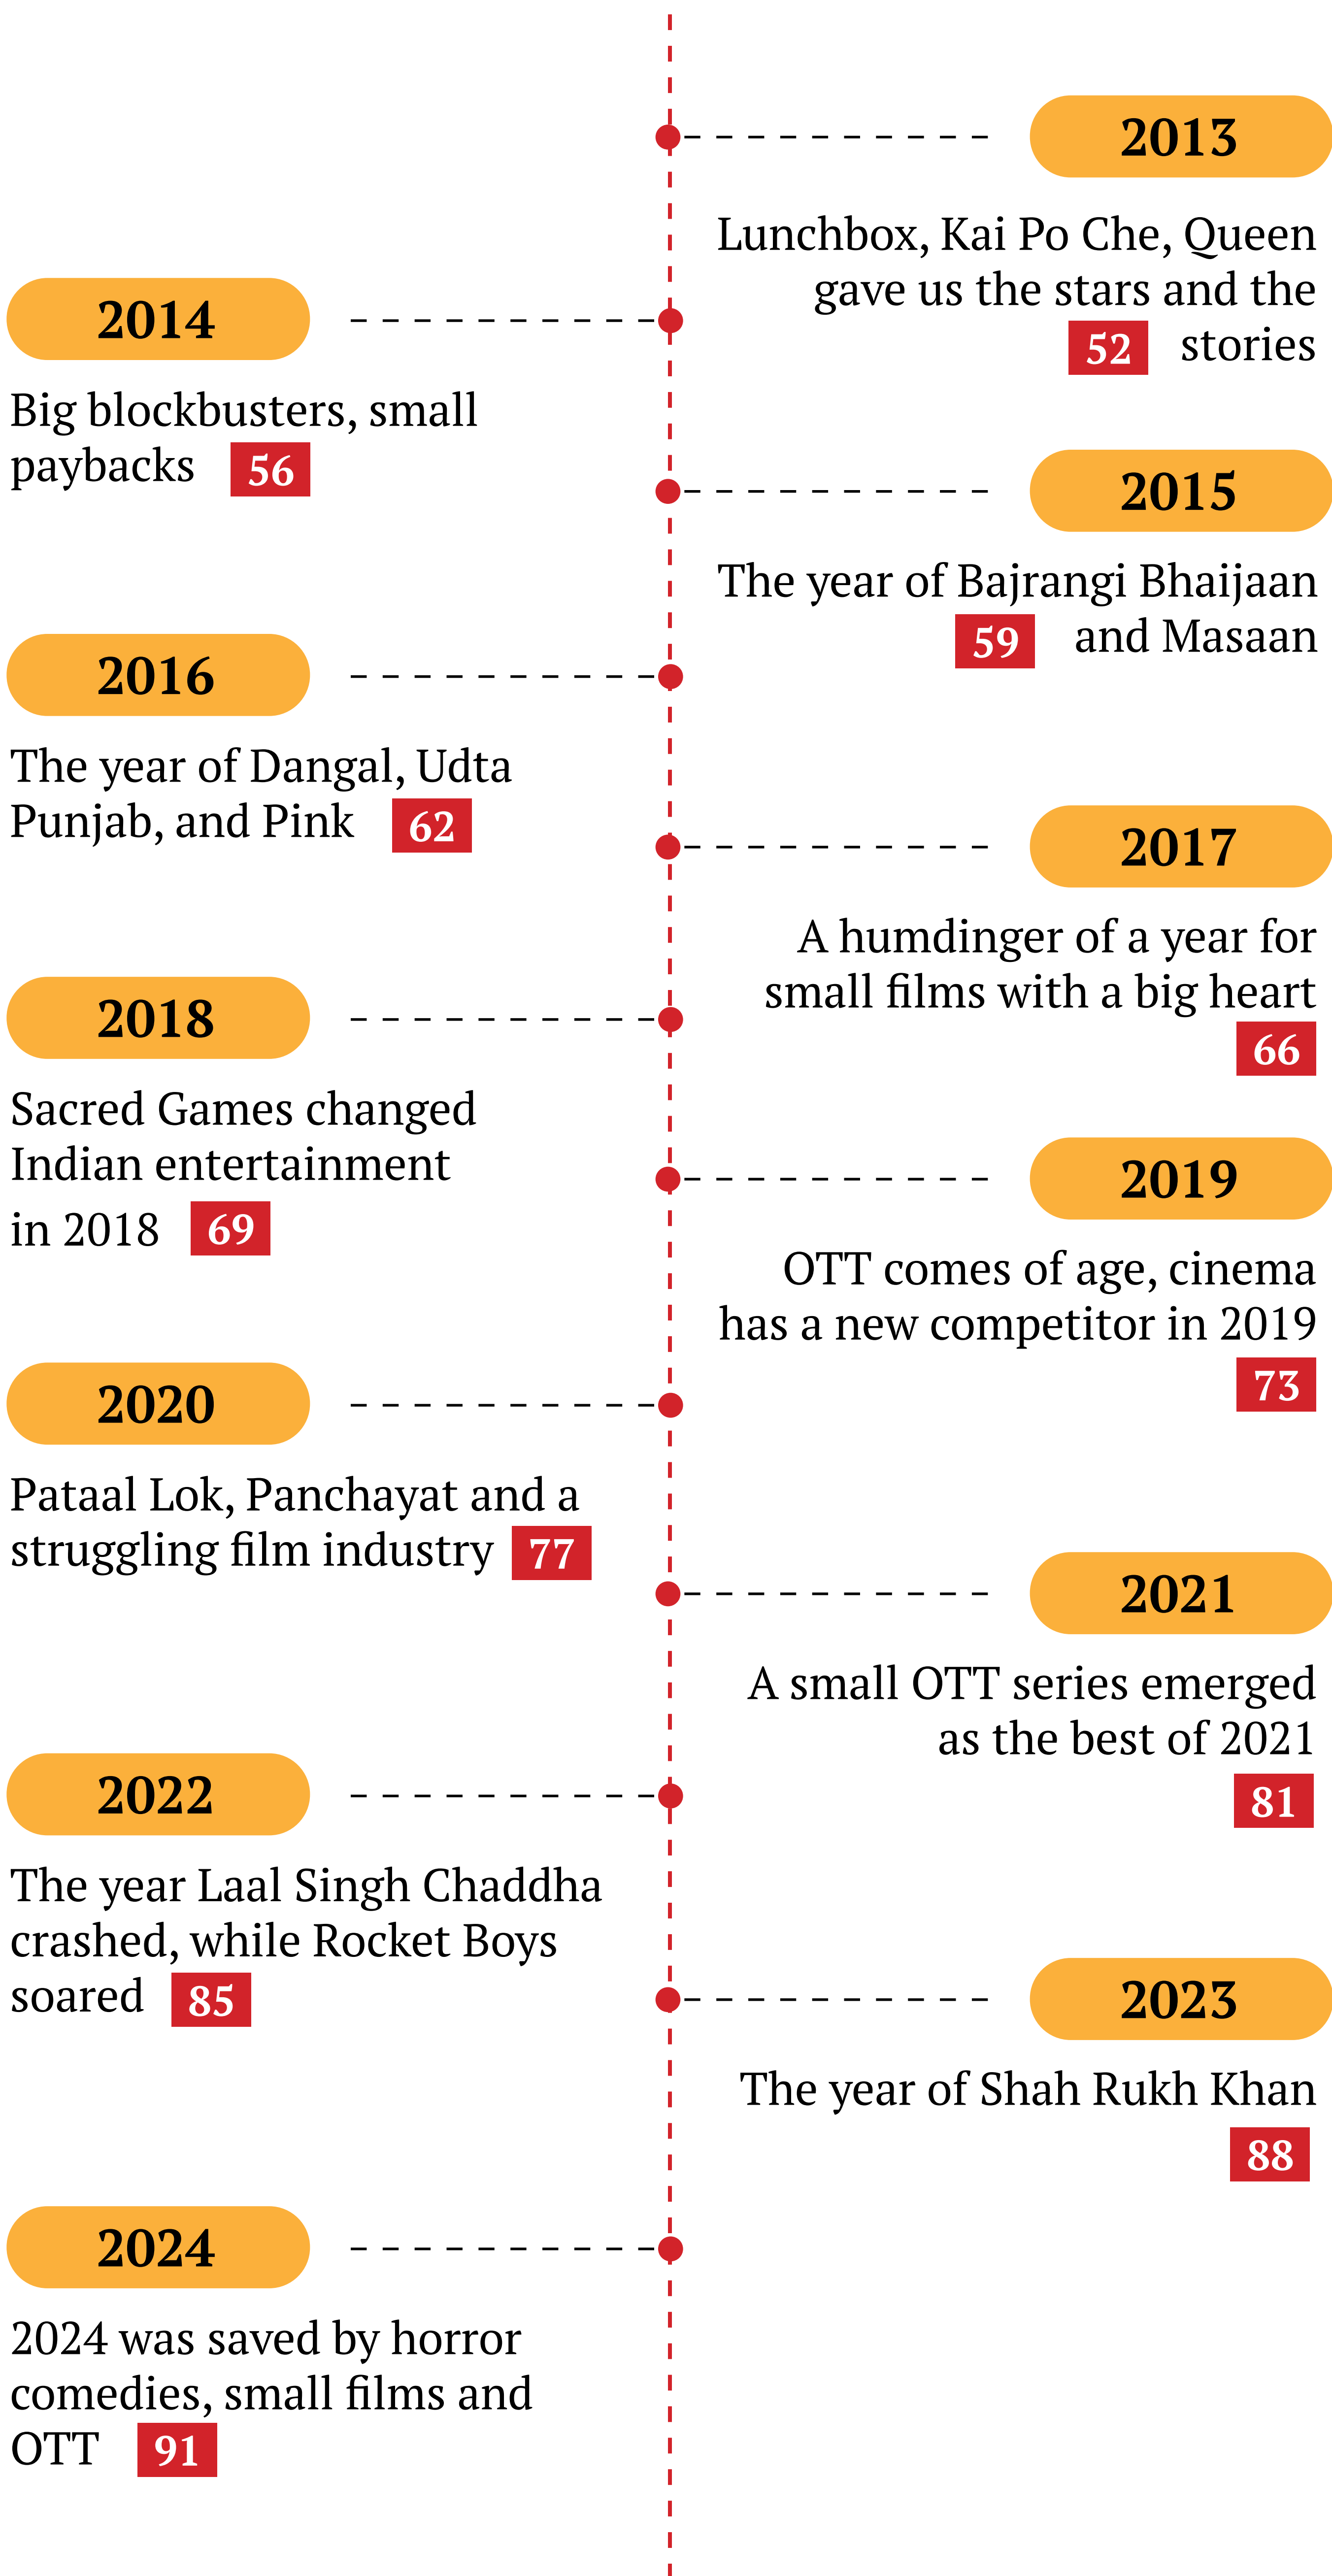 2013
Lunchbox, Kai Po Che, Queen
gave us the stars and the
52 stories
2014
Big blockbusters, small
paybacks 56
2015
The year of Bajrangi Bhaijaan
59 and Masaan
2016
The year of Dangal, Udta
Punjab, and Pink 62
2017
A humdinger of a year for
small films with a big heart
66
2018
Sacred Games changed
Indian entertainment
in 2018 69
2019
OTT comes of age, cinema
has a new competitor in 2019
73
2020
Pataal Lok, Panchayat and a
struggling film industry 77
2021
A small OTT series emerged
as the best of 2021
81
2022
The year Laal Singh Chaddha
crashed, while Rocket Boys
soared 85
2023
The year of Shah Rukh Khan
88
2024
2024 was saved by horror
comedies, small films and
OTT 91